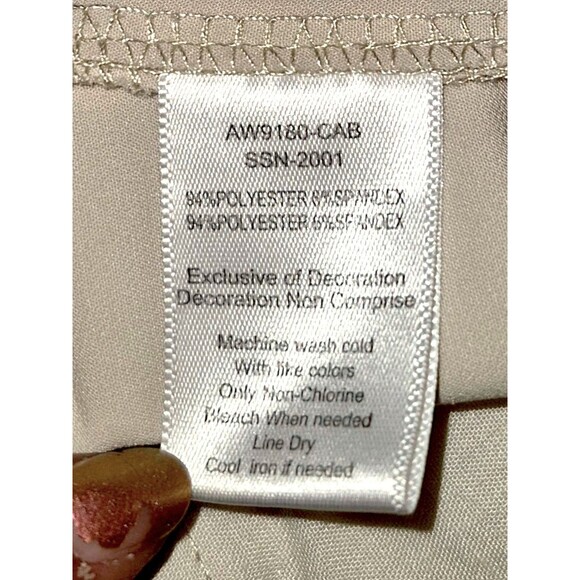 AW9180-CAB
SSN-2001
94%POLYESTER 6%SPANDEX
94%POLYESTER 6%SPANDEX
Exclusive of Decoration
Decoration Non Comprise
Machine wash cold
With like colors
Only Non-Chlorine
Bleach When needed
Line Dry
Cool iron if needed